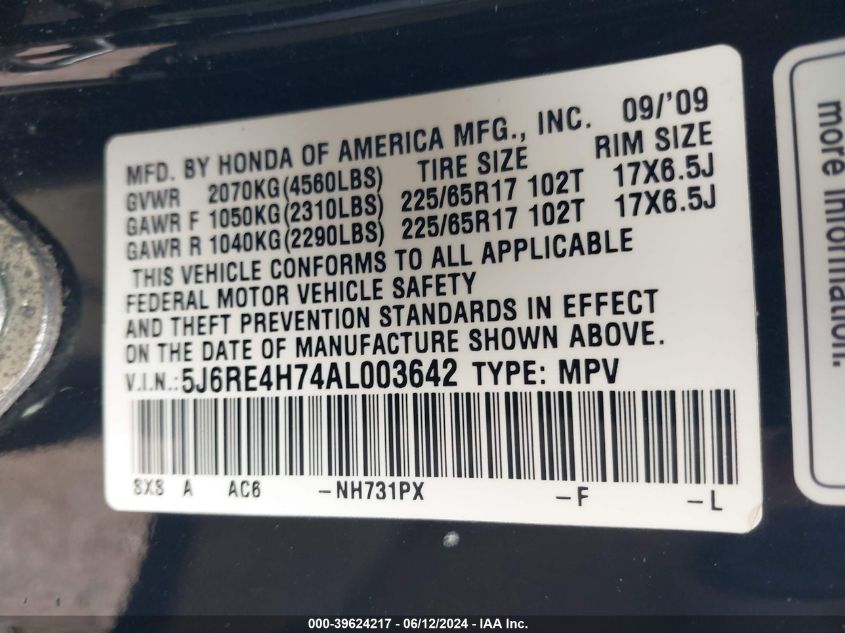 MFD. BY HONDA OF AMERICA MFG., INC. 09/'09
GVWR 2070KG(4560LBS) TIRE SIZE RIM SIZE
GAWR F 1050KG(2310LBS) 225/65R17 102T 17X6.5J
GAWR R 1040KG(2290LBS) 225/65R17 102T 17X6.5J
THIS VEHICLE CONFORMS TO ALL APPLICABLE
FEDERAL MOTOR VEHICLE SAFETY
AND THEFT PREVENTION STANDARDS IN EFFECT
ON THE DATE OF MANUFACTURE SHOWN ABOVE.
V.I.N.: 5J6RE4H74AL003642 TYPE: MPV
SXS A AC6 -NH731PX -F -L
more information.
000-39624217 - 06/12/2024 - IAA Inc.